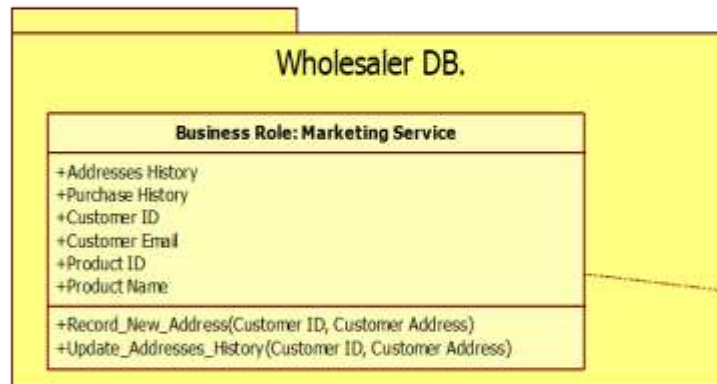 Wholesaler DB.
Business Role: Marketing Service
+Addresses History
+Purchase History
+Customer ID
+Customer Email
+Product ID
+Product Name
+Record_New_Address(Customer ID, Customer Address)
+Update_Addresses_History(Customer ID, Customer Address)